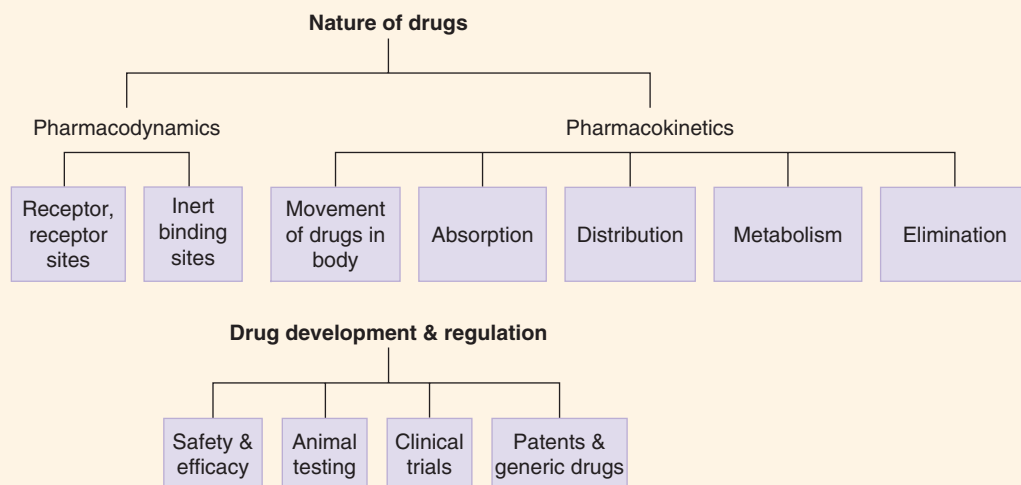 Nature of drugs
Pharmacodynamics
Pharmacokinetics
Receptor,
receptor
sites
Inert
binding
sites
Movement
of drugs in
body
Absorption
Distribution
Metabolism
Elimination
Drug development & regulation
Safety &
efficacy
Animal
testing
Clinical
trials
Patents &
generic drugs